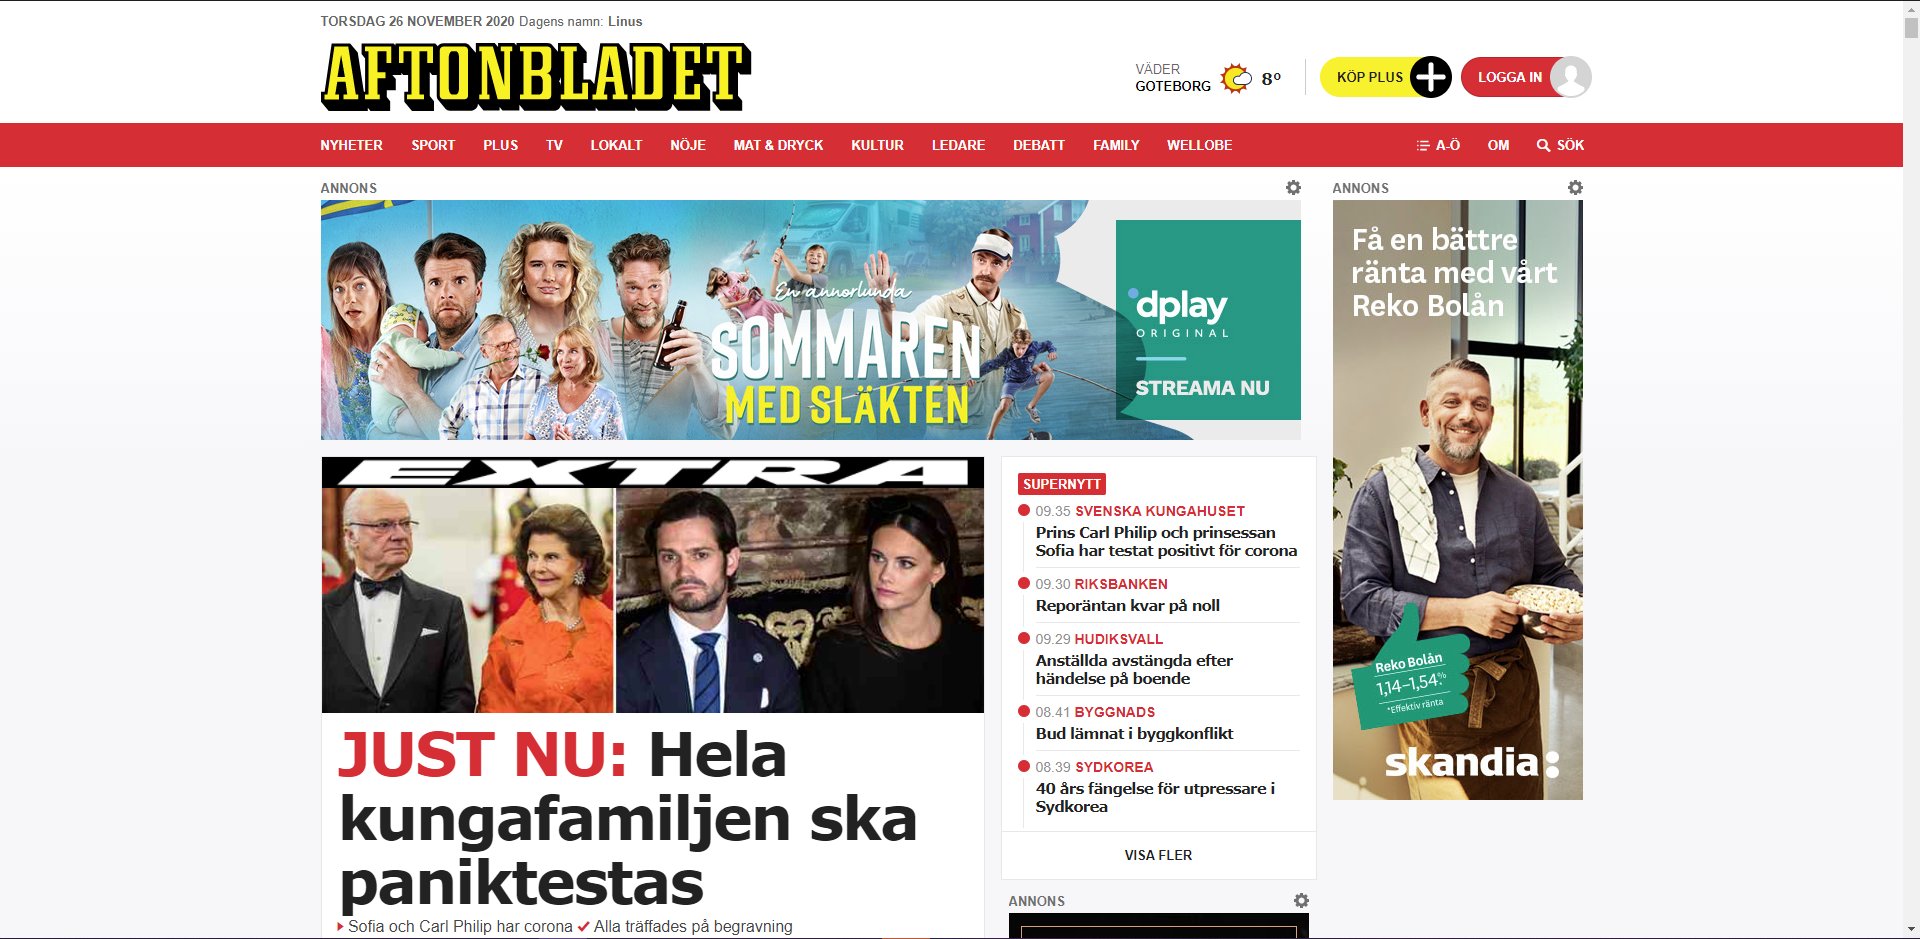 TORSDAG 26 NOVEMBER 2020 Dagens namn: Linus
AFTONBLADET
VÄDER
GOTEBORG
8°
KÖP PLUS
LOGGA IN
NYHETER SPORT PLUS TV LOKALT NÖJE MAT & DRYCK KULTUR LEDARE DEBATT FAMILY WELLOBE A-Ö OM SÖK
ANNONS
En annorlunda
SOMMAREN
MED SLÄKTEN
dplay
ORIGINAL
STREAMA NU
ANNONS
Få en bättre
ränta med vårt
Reko Bolån
Reko Bolån
1,14–1,54%*
*Effektiv ränta
skandia:
EXTRA
JUST NU: Hela
kungafamiljen ska
paniktestas
Sofia och Carl Philip har corona ✓ Alla träffades på begravning
SUPERNYTT
09.35 SVENSKA KUNGAHUSET
Prins Carl Philip och prinsessan
Sofia har testat positivt för corona
09.30 RIKSBANKEN
Reporäntan kvar på noll
09.29 HUDIKSVALL
Anställda avstängda efter
händelse på boende
08.41 BYGGNADS
Bud lämnat i byggkonflikt
08.39 SYDKOREA
40 års fängelse för utpressare i
Sydkorea
VISA FLER
ANNONS